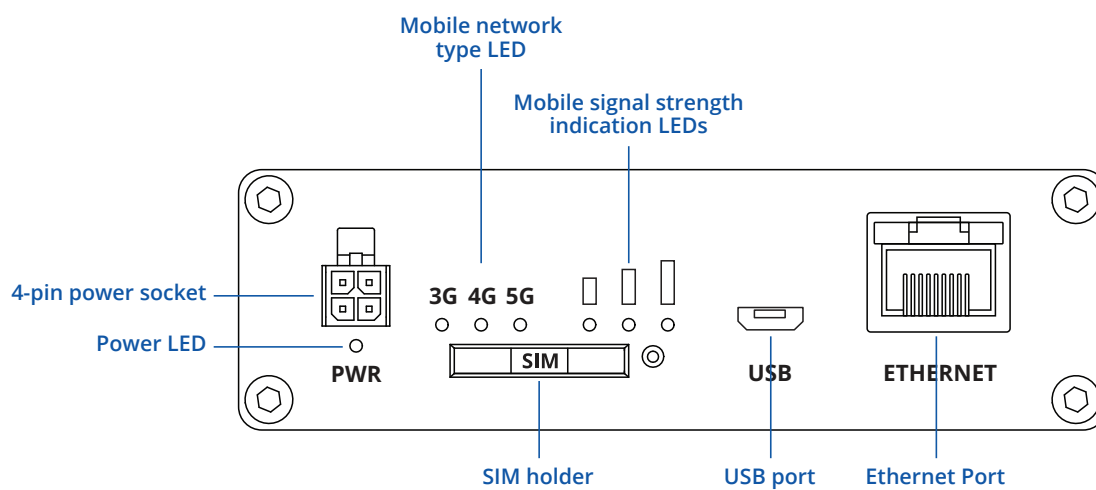 Mobile network
type LED
Mobile signal strength
indication LEDs
4-pin power socket
3G 4G 5G
Power LED
PWR
SIM
USB
ETHERNET
SIM holder
USB port
Ethernet Port